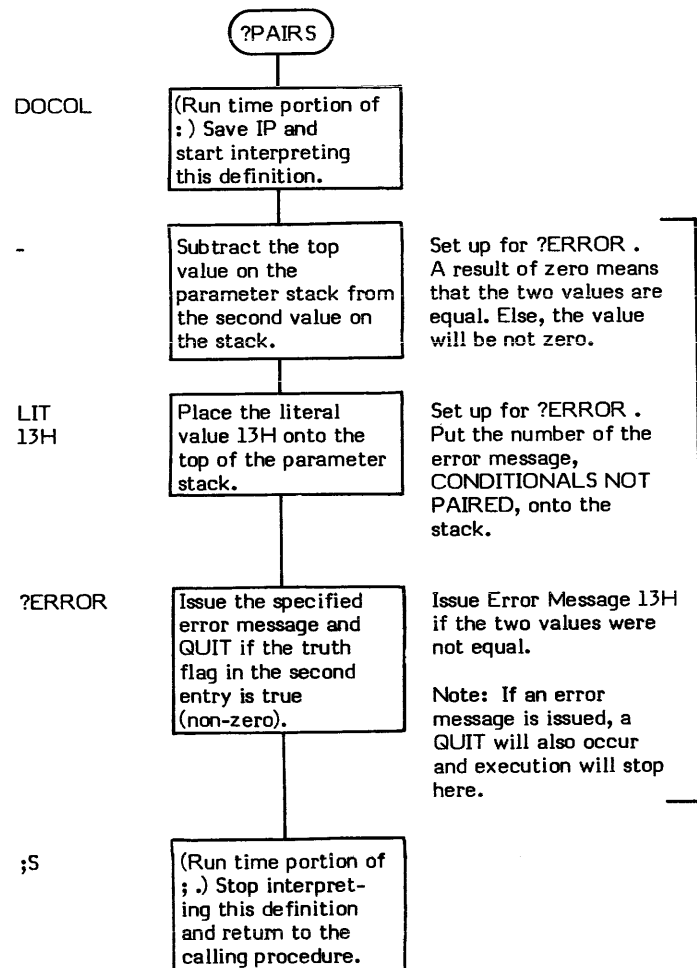 ?PAIRS
DOCOL
(Run time portion of
: ) Save IP and
start interpreting
this definition.
-
Subtract the top
value on the
parameter stack from
the second value on
the stack.
Set up for ?ERROR .
A result of zero means
that the two values are
equal. Else, the value
will be not zero.
LIT
13H
Place the literal
value 13H onto the
top of the parameter
stack.
Set up for ?ERROR .
Put the number of the
error message,
CONDITIONALS NOT
PAIRED, onto the
stack.
?ERROR
Issue the specified
error message and
QUIT if the truth
flag in the second
entry is true
(non-zero).
Issue Error Message 13H
if the two values were
not equal.
Note: If an error
message is issued, a
QUIT will also occur
and execution will stop
here.
;S
(Run time portion of
; .) Stop interpret-
ing this definition
and return to the
calling procedure.